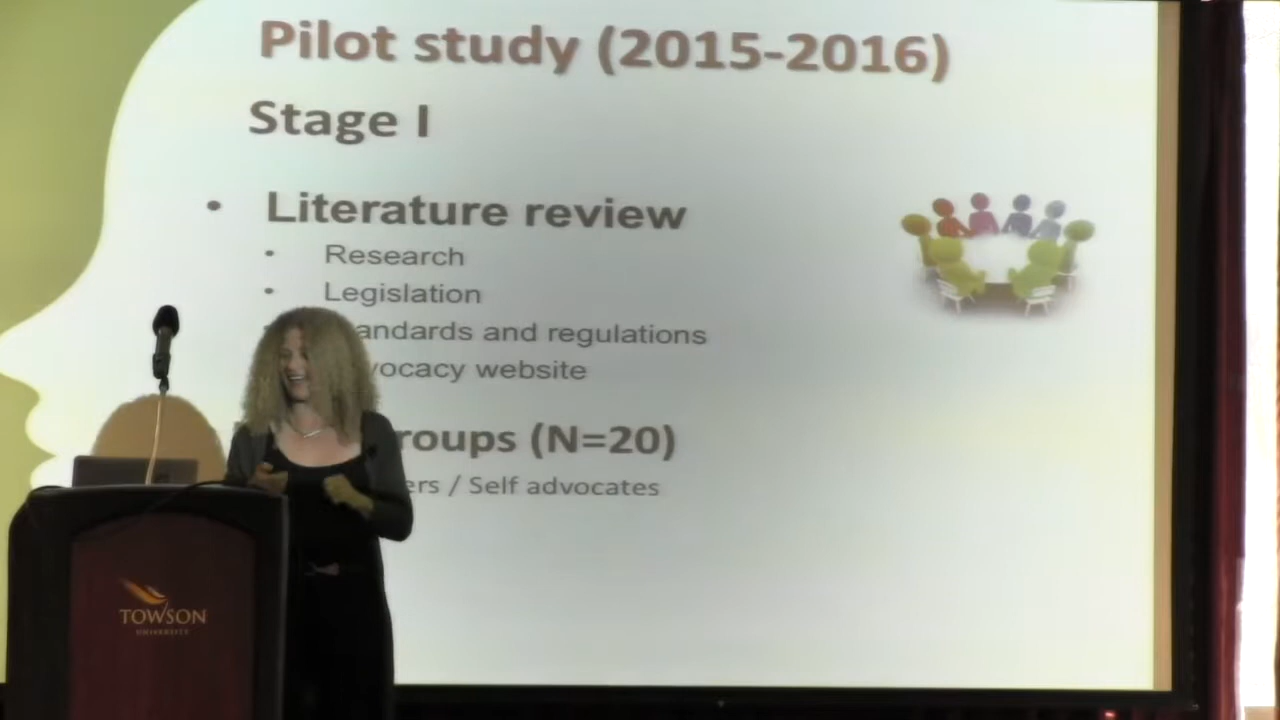 Pilot study (2015-2016)
Stage I
• Literature review
• Research
• Legislation
andards and regulations
vocacy website
roups (N=20)
ers / Self advocates
TOWSON
UNIVERSITY